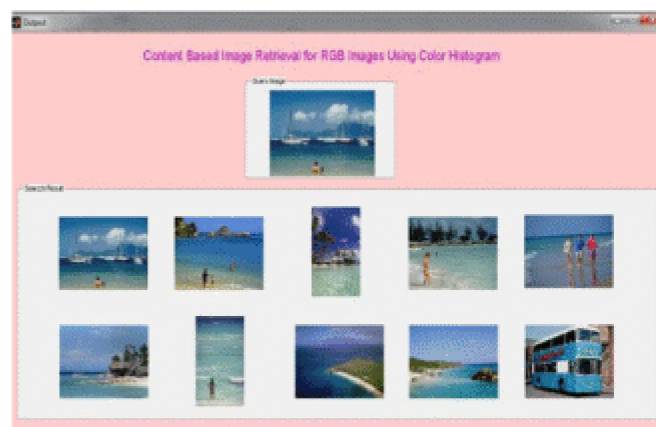 Output
Content Based Image Retrieval for RGB Images Using Color Histogram
Query Image
Search Result